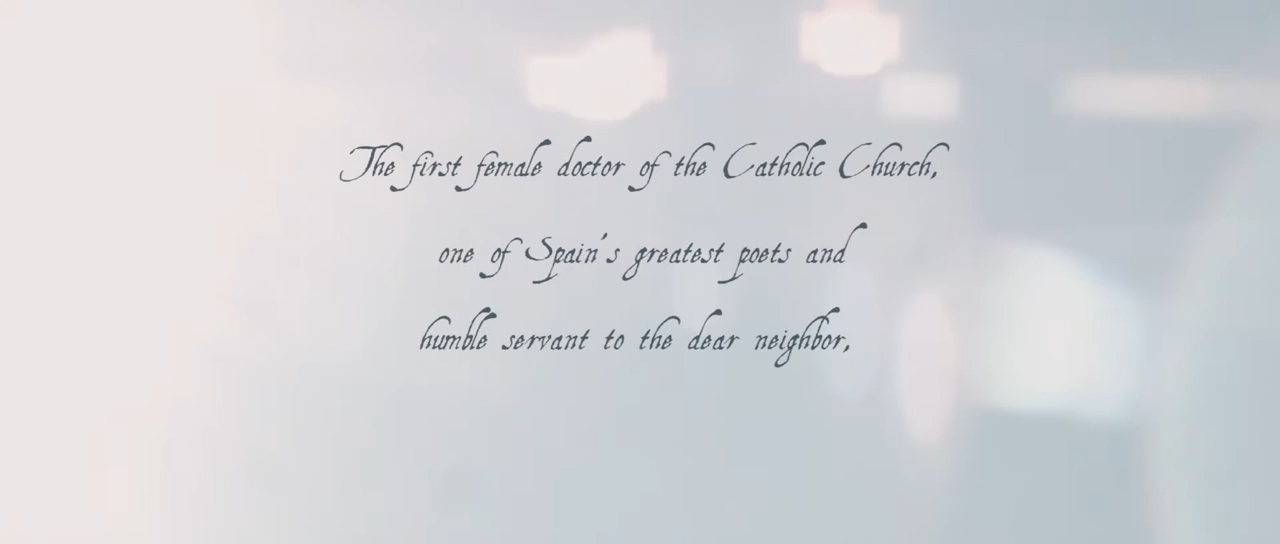 The first female doctor of the Catholic Church,
one of Spain's greatest poets and
humble servant to the dear neighbor,